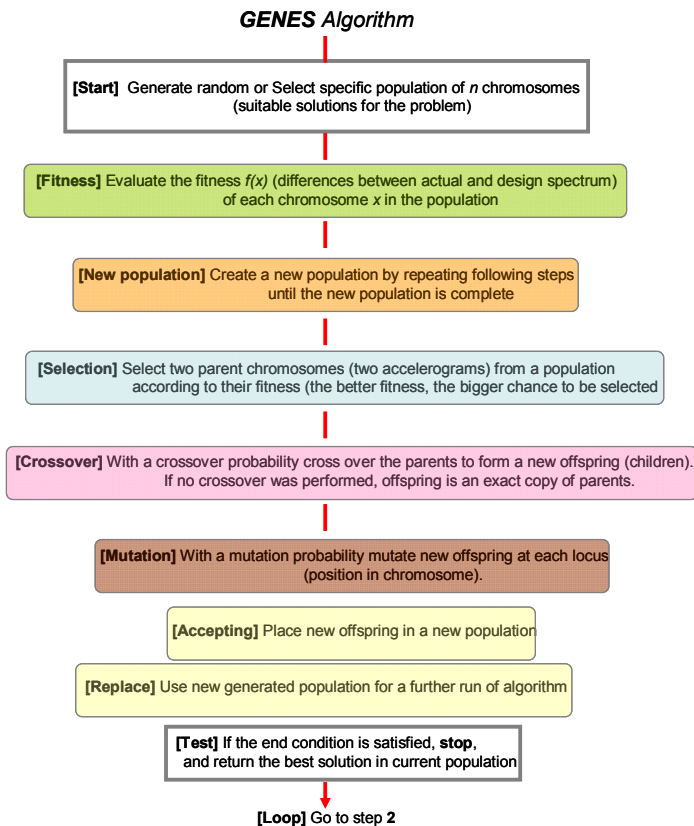 GENES Algorithm
[Start] Generate random or Select specific population of n chromosomes
(suitable solutions for the problem)
[Fitness] Evaluate the fitness f(x) (differences between actual and design spectrum)
of each chromosome x in the population
[New population] Create a new population by repeating following steps
until the new population is complete
[Selection] Select two parent chromosomes (two accelerograms) from a population
according to their fitness (the better fitness, the bigger chance to be selected
[Crossover] With a crossover probability cross over the parents to form a new offspring (children).
If no crossover was performed, offspring is an exact copy of parents.
[Mutation] With a mutation probability mutate new offspring at each locus
(position in chromosome).
[Accepting] Place new offspring in a new population
[Replace] Use new generated population for a further run of algorithm
[Test] If the end condition is satisfied, stop,
and return the best solution in current population
[Loop] Go to step 2